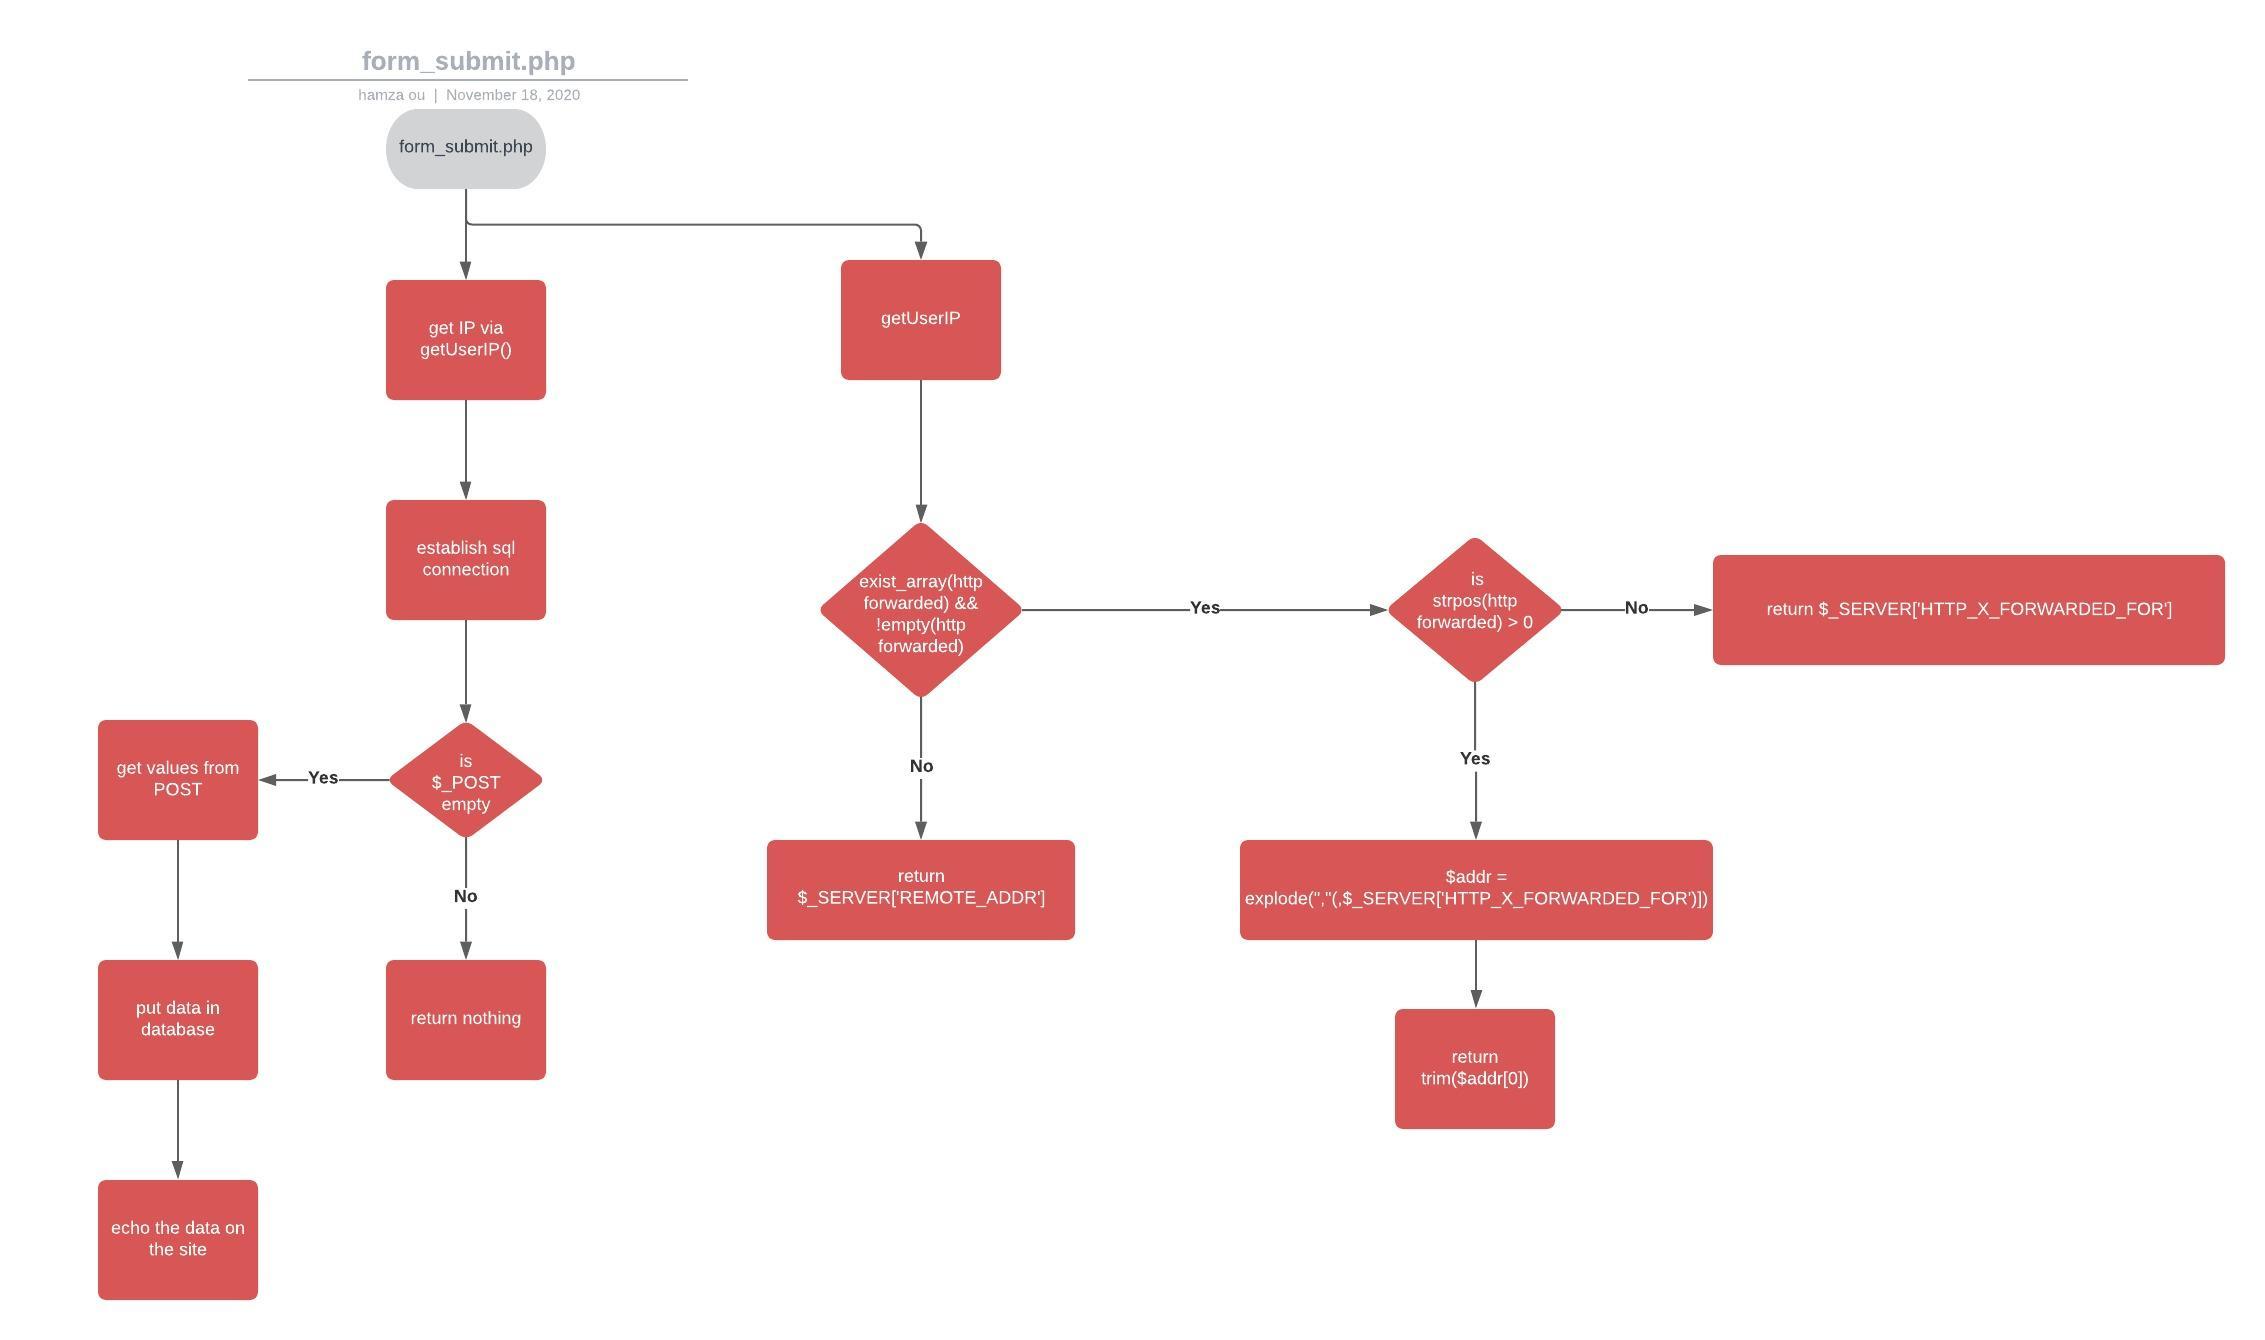 form_submit.php
hamza ou | November 18, 2020
form_submit.php
get IP via
getUserIP()
establish sql
connection
is
$_POST
empty
Yes
get values from
POST
put data in
database
echo the data on
the site
No
return nothing
getUserIP
exist_array(http
forwarded) &&
!empty(http
forwarded)
No
return
$_SERVER['REMOTE_ADDR']
Yes
is
strpos(http
forwarded) > 0
No
return $_SERVER['HTTP_X_FORWARDED_FOR']
Yes
$addr =
explode(","(,$_SERVER['HTTP_X_FORWARDED_FOR')])
return
trim($addr[0])